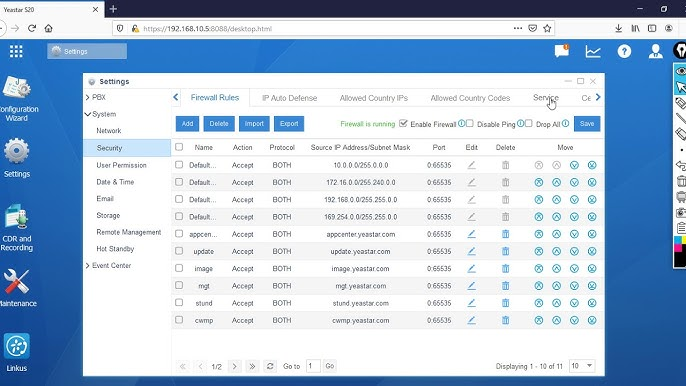 Yeastar S20
https://192.168.10.5:8088/desktop.html
Settings
Settings
PBX
System
Network
Security
User Permission
Date & Time
Email
Storage
Remote Management
Hot Standby
Event Center
Configuration
Wizard
Settings
CDR and
Recording
Maintenance
Linkus
Firewall Rules IP Auto Defense Allowed Country IPs Allowed Country Codes Service Ce
Add Delete Import Export Firewall is running Enable Firewall Disable Ping Drop All Save
Name Action Protocol Source IP Address/Subnet Mask Port Edit Delete Move
Default... Accept BOTH 10.0.0.0/255.0.0.0 0:65535
Default... Accept BOTH 172.16.0.0/255.240.0.0 0:65535
Default... Accept BOTH 192.168.0.0/255.255.0.0 0:65535
Default... Accept BOTH 169.254.0.0/255.255.0.0 0:65535
appcen... Accept BOTH appcenter.yeastar.com 0:65535
update Accept BOTH update.yeastar.com 0:65535
image Accept BOTH image.yeastar.com 0:65535
mgt Accept BOTH mgt.yeastar.com 0:65535
stund Accept BOTH stund.yeastar.com 0:65535
cwmp Accept BOTH cwmp.yeastar.com 0:65535
1/2 Go to 1 Go Displaying 1 - 10 of 11 10